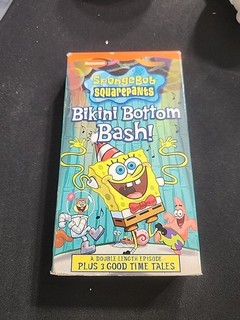 Nickelodeon
SpongeBob
SquarePants
Bikini Bottom
Bash!
A DOUBLE LENGTH EPISODE
PLUS 3 GOOD TIME TALES